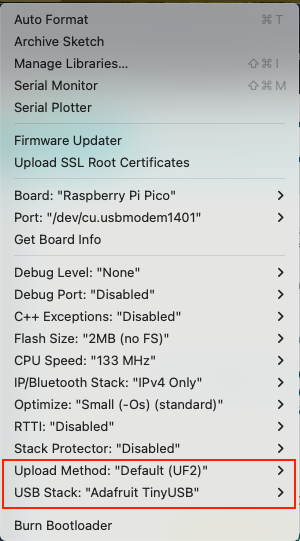 Auto Format ⌘ T
Archive Sketch
Manage Libraries... ⇧ ⌘ I
Serial Monitor ⇧ ⌘ M
Serial Plotter
Firmware Updater
Upload SSL Root Certificates
Board: "Raspberry Pi Pico"
Port: "/dev/cu.usbmodem1401"
Get Board Info
Debug Level: "None"
Debug Port: "Disabled"
C++ Exceptions: "Disabled"
Flash Size: "2MB (no FS)"
CPU Speed: "133 MHz"
IP/Bluetooth Stack: "IPv4 Only"
Optimize: "Small (-Os) (standard)"
RTTI: "Disabled"
Stack Protector: "Disabled"
Upload Method: "Default (UF2)"
USB Stack: "Adafruit TinyUSB"
Burn Bootloader